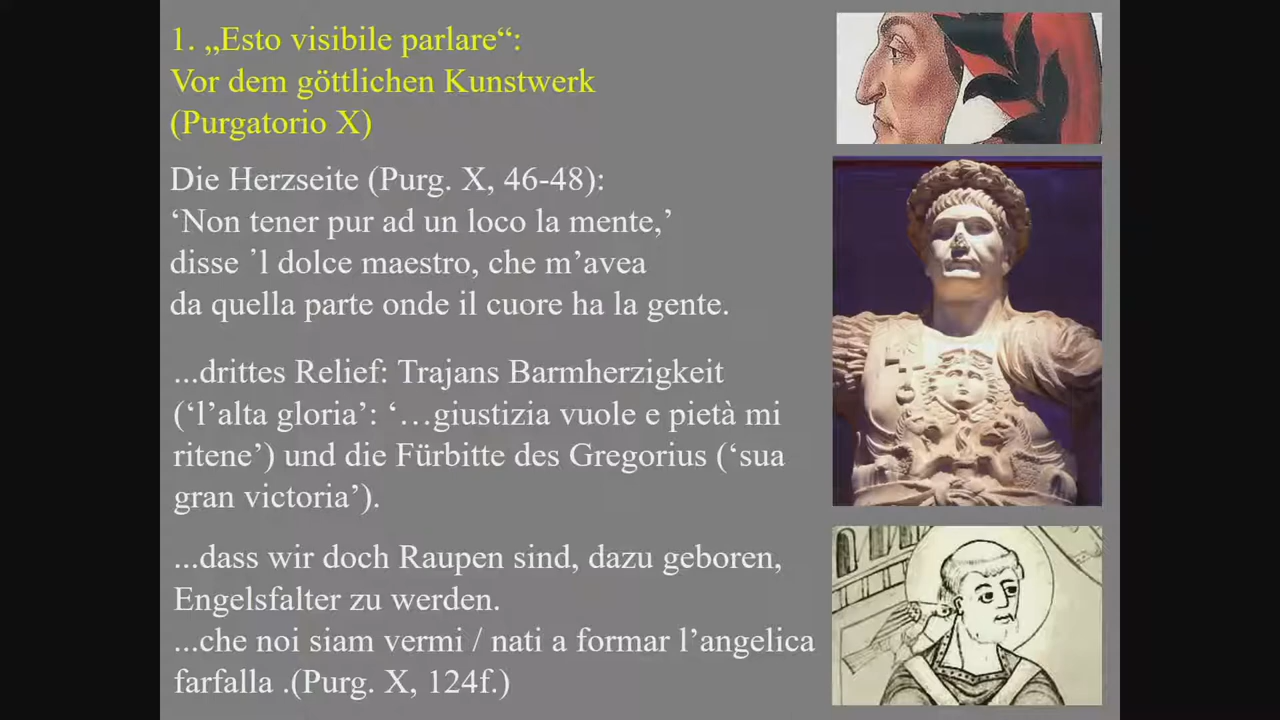 1. „Esto visibile parlare“:
Vor dem göttlichen Kunstwerk
(Purgatorio X)
Die Herzseite (Purg. X, 46-48):
‘Non tener pur ad un loco la mente,’
disse ’l dolce maestro, che m’avea
da quella parte onde il cuore ha la gente.
...drittes Relief: Trajans Barmherzigkeit
(‘l’alta gloria’: ‘…giustizia vuole e pietà mi
ritene’) und die Fürbitte des Gregorius (‘sua
gran victoria’).
...dass wir doch Raupen sind, dazu geboren,
Engelsfalter zu werden.
...che noi siam vermi / nati a formar l’angelica
farfalla .(Purg. X, 124f.)